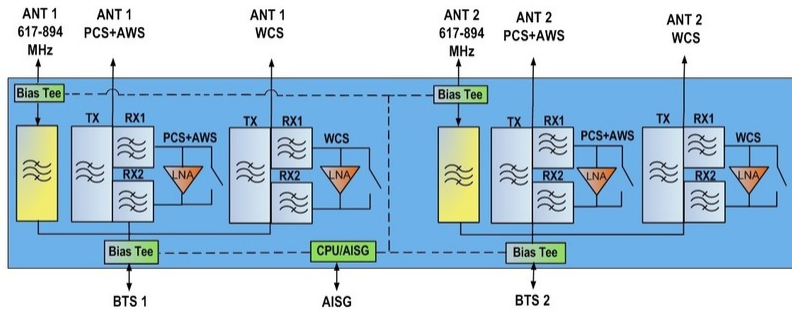 ANT 1
617-894
MHz
ANT 1
PCS+AWS
ANT 1
WCS
ANT 2
617-894
MHz
ANT 2
PCS+AWS
ANT 2
WCS
Bias Tee
Bias Tee
TX
RX1
PCS+AWS
RX2
LNA
TX
RX1
WCS
RX2
LNA
TX
RX1
PCS+AWS
RX2
LNA
TX
RX1
WCS
RX2
LNA
Bias Tee
CPU/AISG
Bias Tee
BTS 1
AISG
BTS 2